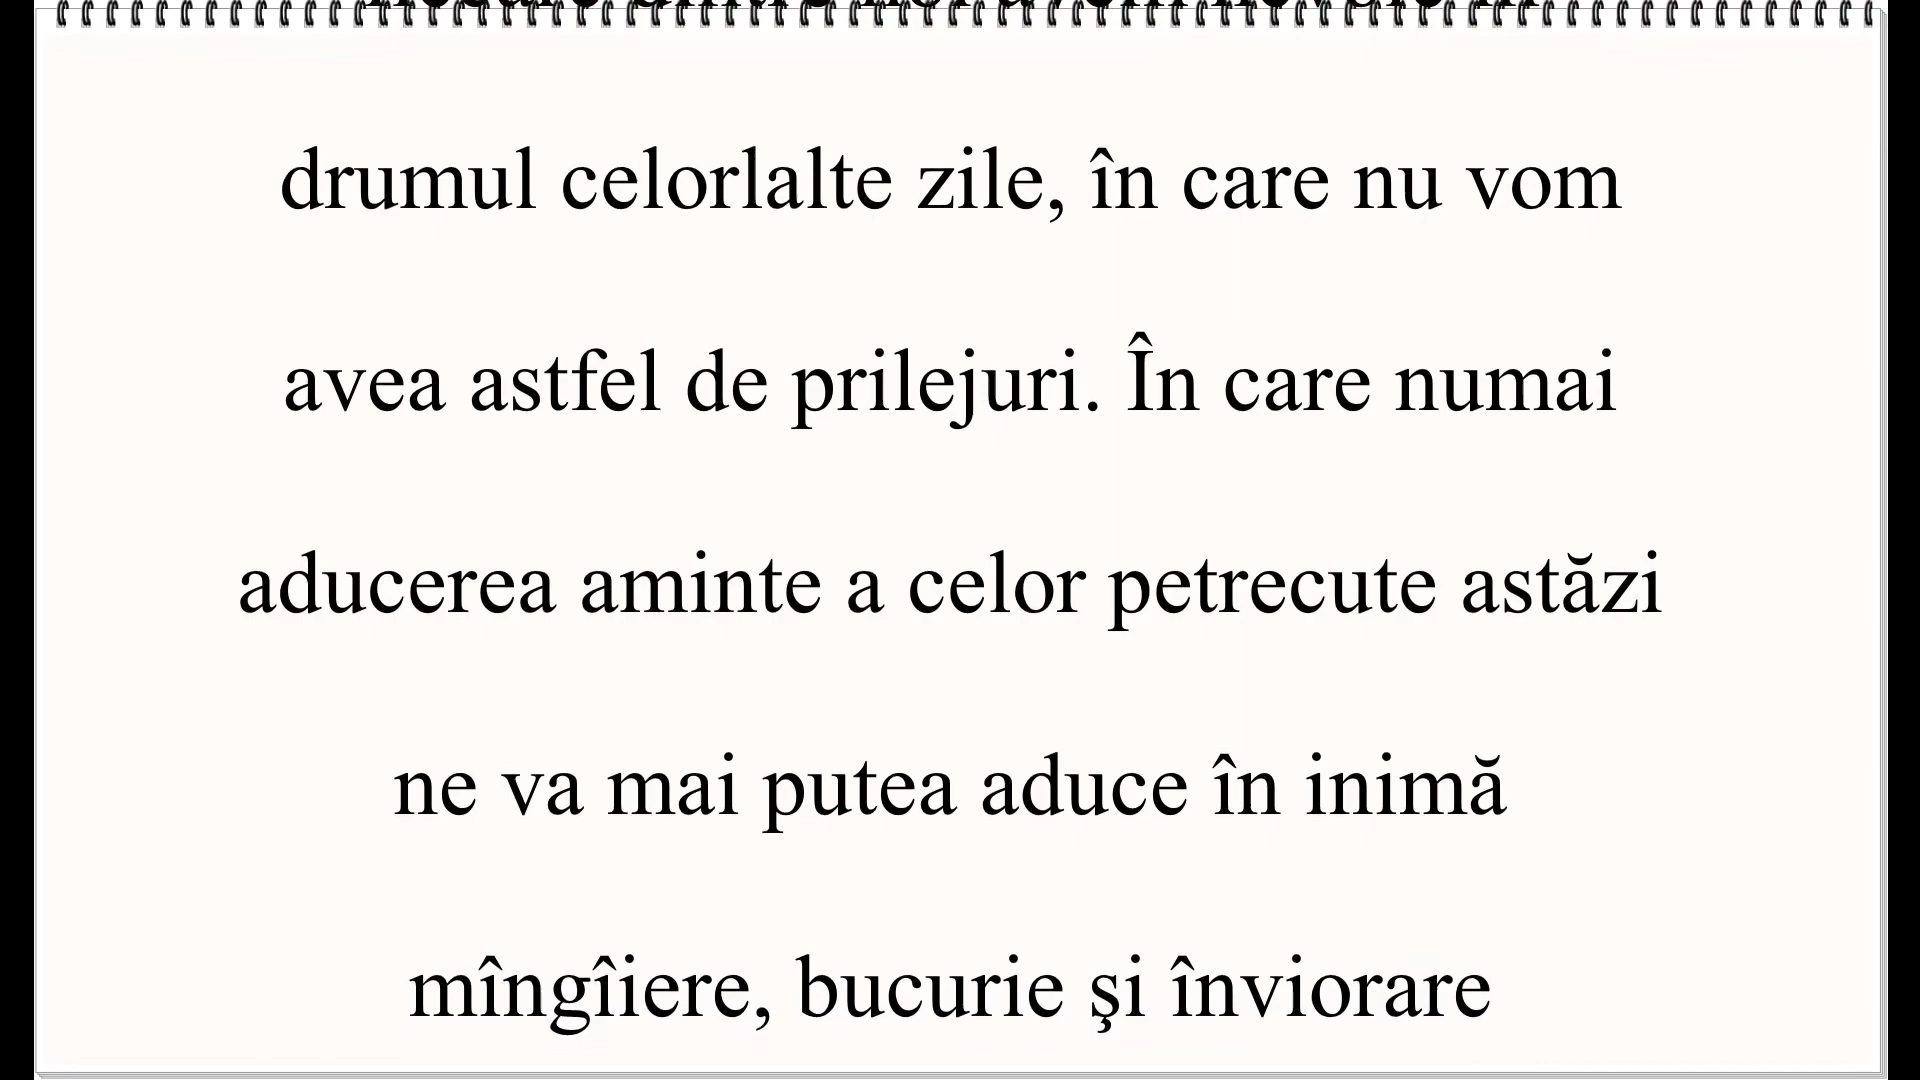 drumul celorlalte zile, în care nu vom
avea astfel de prilejuri. În care numai
aducerea aminte a celor petrecute astăzi
ne va mai putea aduce în inimă
mîngîiere, bucurie şi înviorare